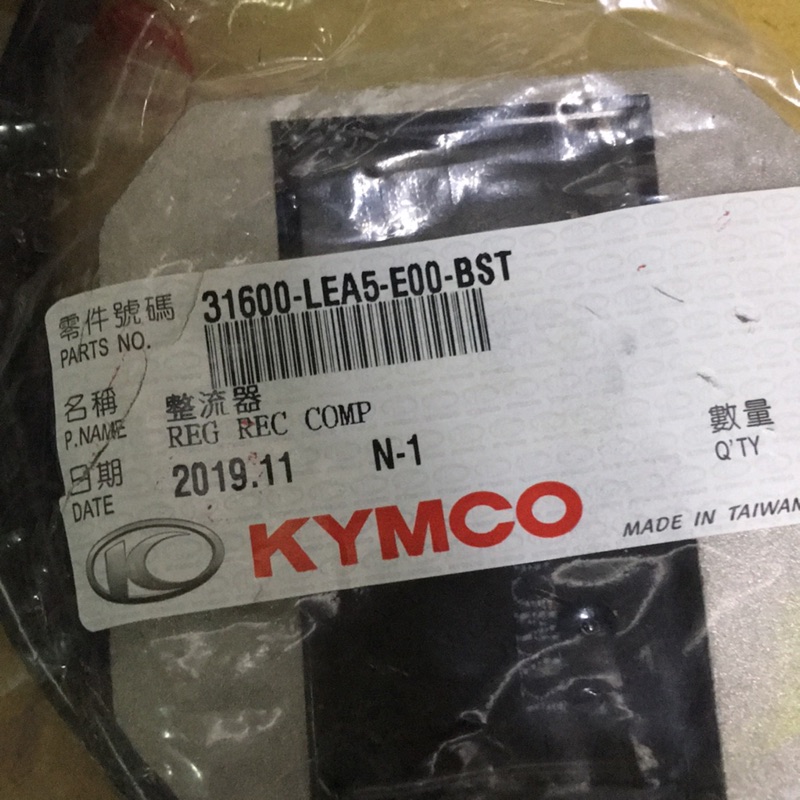 零件號碼 31600-LEA5-E00-BST
PARTS NO.
名稱 整流器
P.NAME REG REC COMP
數量
Q'TY
日期 2019.11 N-1
DATE
KYMCO
MADE IN TAIWAN